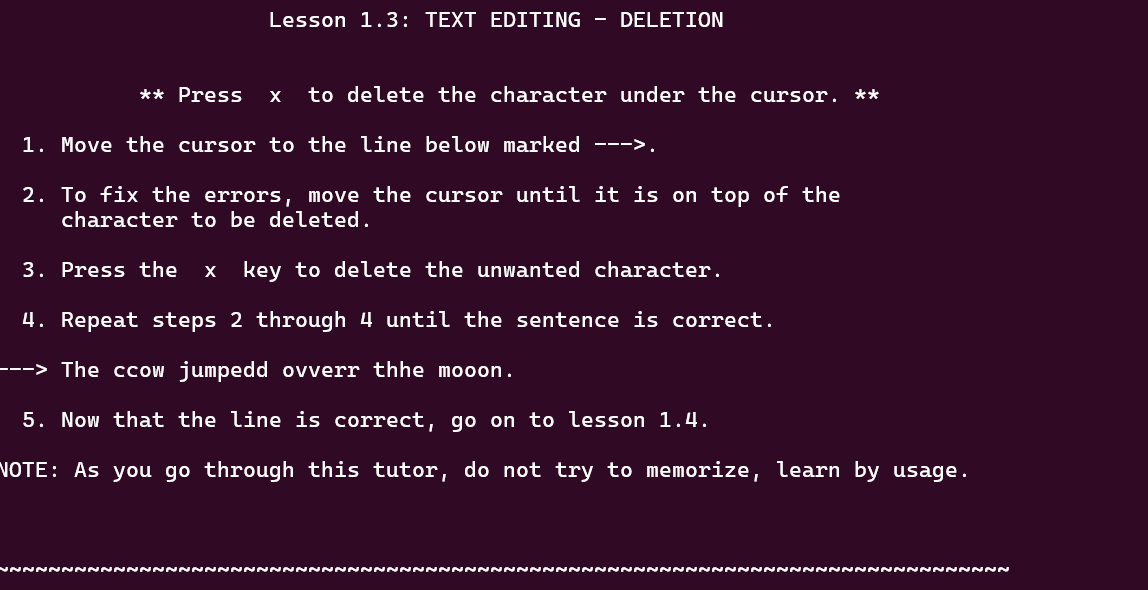 Lesson 1.3: TEXT EDITING - DELETION
** Press  x  to delete the character under the cursor. **
1. Move the cursor to the line below marked --->.
2. To fix the errors, move the cursor until it is on top of the
character to be deleted.
3. Press the  x  key to delete the unwanted character.
4. Repeat steps 2 through 4 until the sentence is correct.
---> The ccow jumpedd ovverr thhe mooon.
5. Now that the line is correct, go on to lesson 1.4.
NOTE: As you go through this tutor, do not try to memorize, learn by usage.
~~~~~~~~~~~~~~~~~~~~~~~~~~~~~~~~~~~~~~~~~~~~~~~~~~~~~~~~~~~~~~~~~~~~~~~~~~~~~~